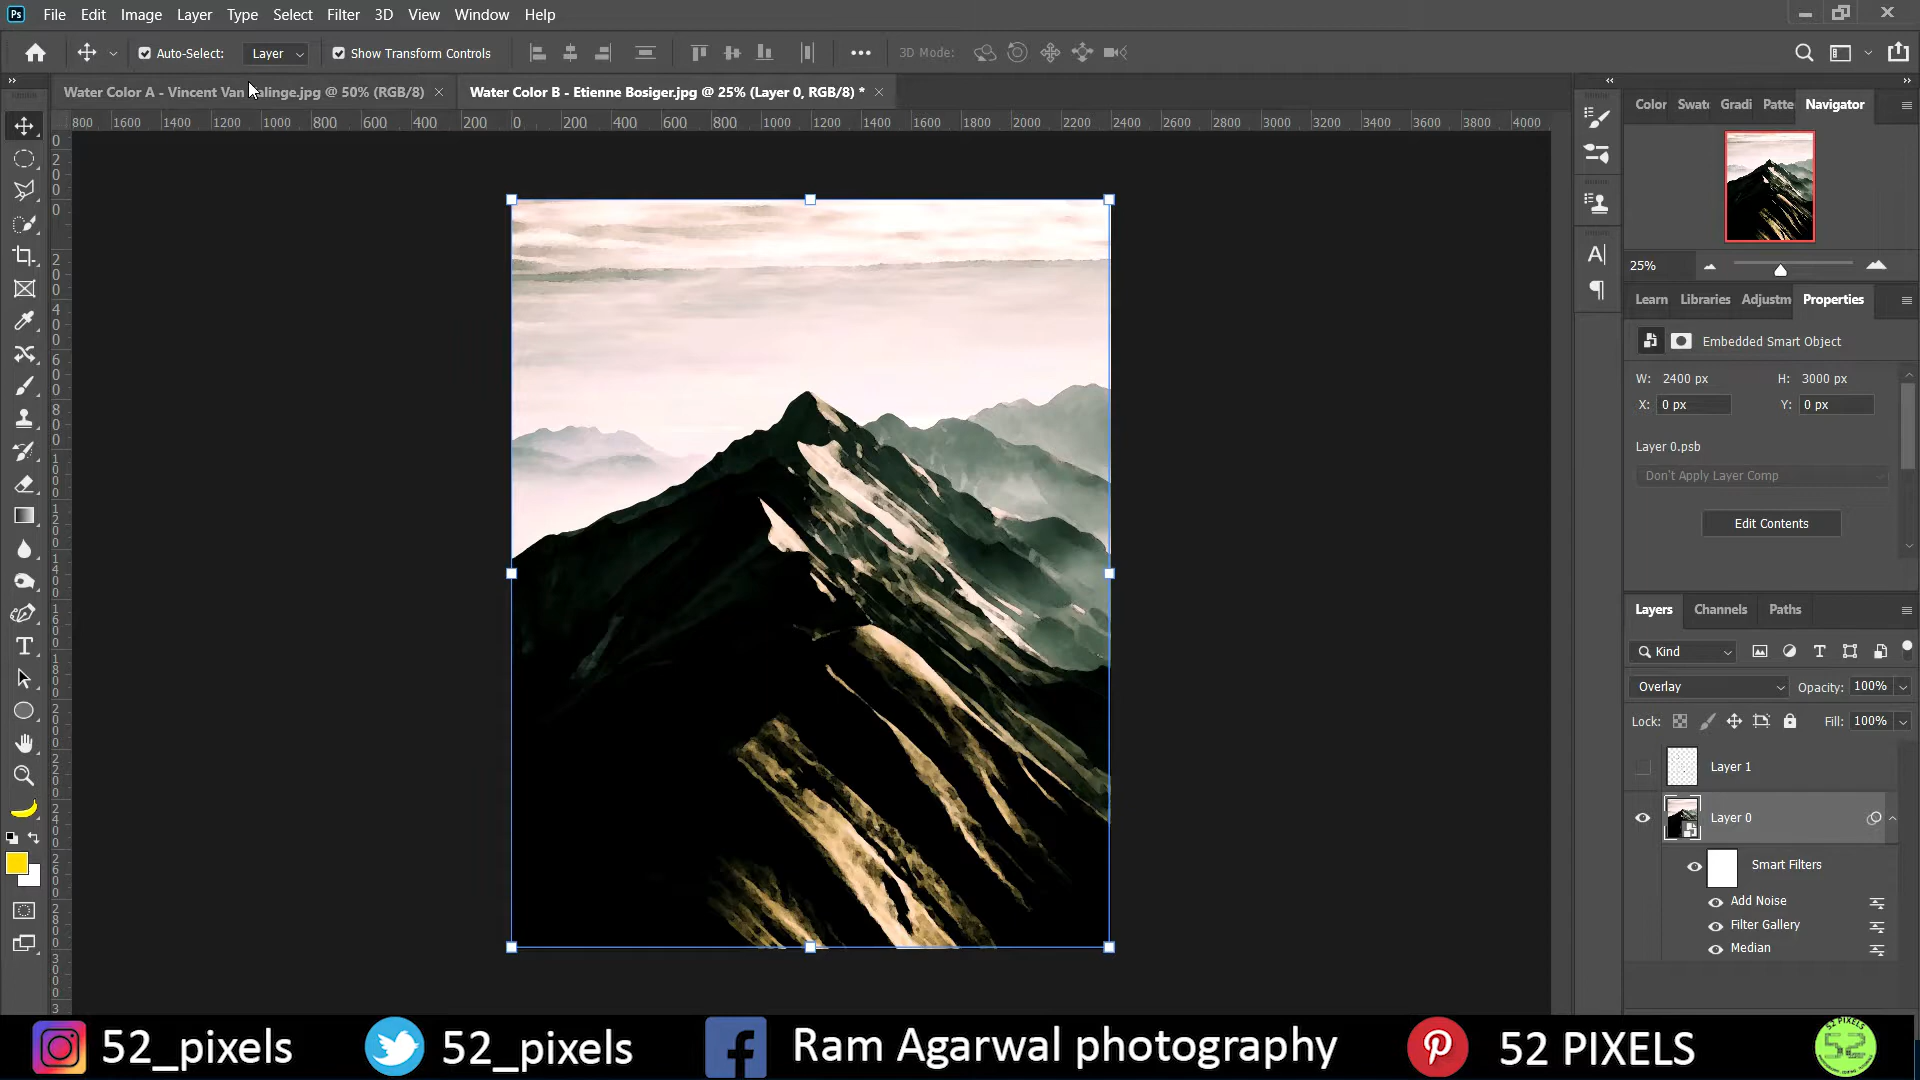 Ps File Edit Image Layer Type Select Filter 3D View Window Help
Auto-Select: Layer Show Transform Controls 3D Mode:
Water Color A - Vincent Van alinge.jpg @ 50% (RGB/8) × Water Color B - Etienne Bosiger.jpg @ 25% (Layer 0, RGB/8) * ×
800 1600 1400 1200 1000 800 600 400 200 0 200 400 600 800 1000 1200 1400 1600 1800 2000 2200 2400 2600 2800 3000 3200 3400 3600 3800 4000
Color Swatc Gradi Patte Navigator
25%
Learn Libraries Adjustm Properties
Embedded Smart Object
W: 2400 px H: 3000 px
X: 0 px Y: 0 px
Layer 0.psb
Don't Apply Layer Comp
Edit Contents
Layers Channels Paths
Kind
Overlay Opacity: 100%
Lock: Fill: 100%
Layer 1
Layer 0
Smart Filters
Add Noise
Filter Gallery
Median
52_pixels 52_pixels Ram Agarwal photography 52 PIXELS